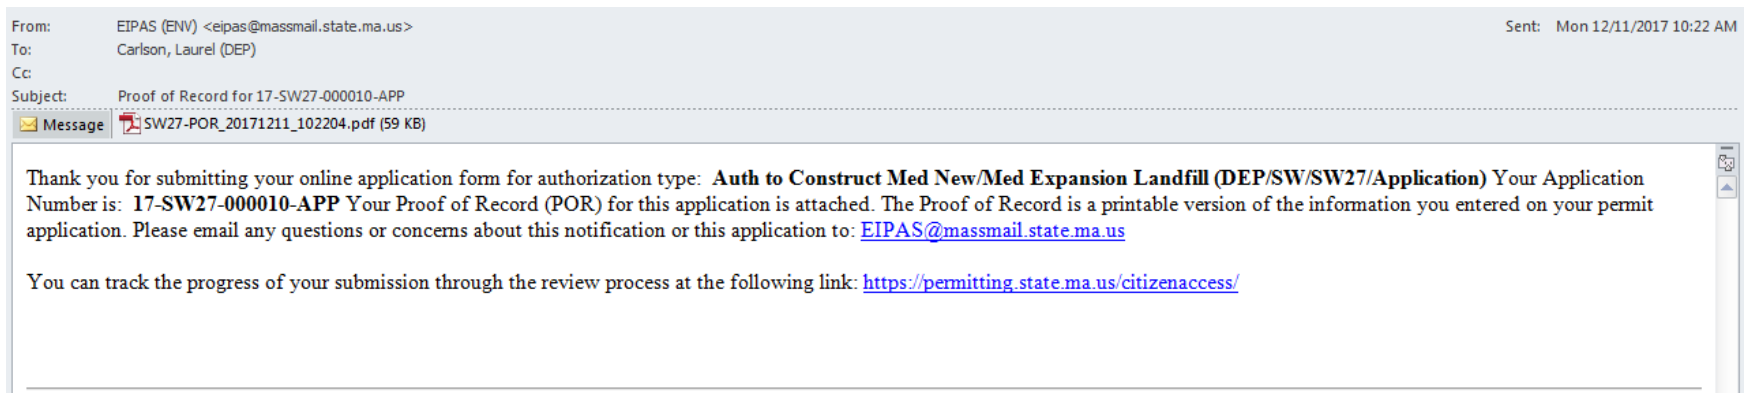 From: EIPAS (ENV) <eipas@massmail.state.ma.us> Sent: Mon 12/11/2017 10:22 AM
To: Carlson, Laurel (DEP)
Cc:
Subject: Proof of Record for 17-SW27-000010-APP
Message SW27-POR_20171211_102204.pdf (59 KB)
Thank you for submitting your online application form for authorization type: Auth to Construct Med New/Med Expansion Landfill (DEP/SW/SW27/Application) Your Application
Number is: 17-SW27-000010-APP Your Proof of Record (POR) for this application is attached. The Proof of Record is a printable version of the information you entered on your permit
application. Please email any questions or concerns about this notification or this application to: EIPAS@massmail.state.ma.us
You can track the progress of your submission through the review process at the following link: https://permitting.state.ma.us/citizenaccess/